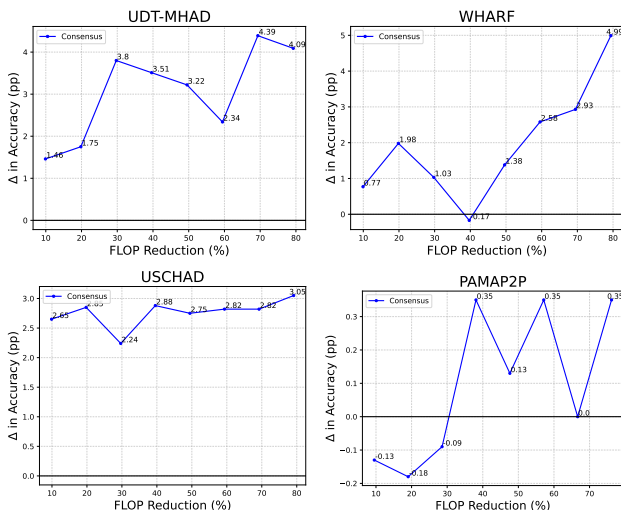 UDT-MHAD
Consensus
Δ in Accuracy (pp)
4
3
2
1
0
1.46
1.75
3.8
3.51
3.22
2.34
4.39
4.09
10 20 30 40 50 60 70 80
FLOP Reduction (%)
WHARF
Consensus
Δ in Accuracy (pp)
5
4
3
2
1
0
0.77
1.98
1.03
-0.17
1.38
2.58
2.93
4.99
10 20 30 40 50 60 70 80
FLOP Reduction (%)
USCHAD
Consensus
Δ in Accuracy (pp)
3.0
2.5
2.0
1.5
1.0
0.5
0.0
2.65
2.85
2.24
2.88
2.75
2.82
2.82
3.05
10 20 30 40 50 60 70 80
FLOP Reduction (%)
PAMAP2P
Consensus
Δ in Accuracy (pp)
0.3
0.2
0.1
0.0
−0.1
−0.2
-0.13
-0.18
-0.09
0.35
0.13
0.35
0.0
0.35
10 20 30 40 50 60 70
FLOP Reduction (%)